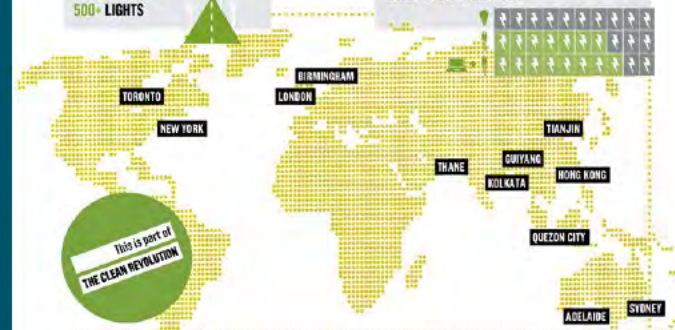 500+ LIGHTS
BIRMINGHAM
TORONTO
LONDON
NEW YORK
TIANJIN
GUIYANG
THANE
HONG KONG
KOLKATA
QUEZON CITY
This is part of
THE CLEAN REVOLUTION
SYDNEY
ADELAIDE